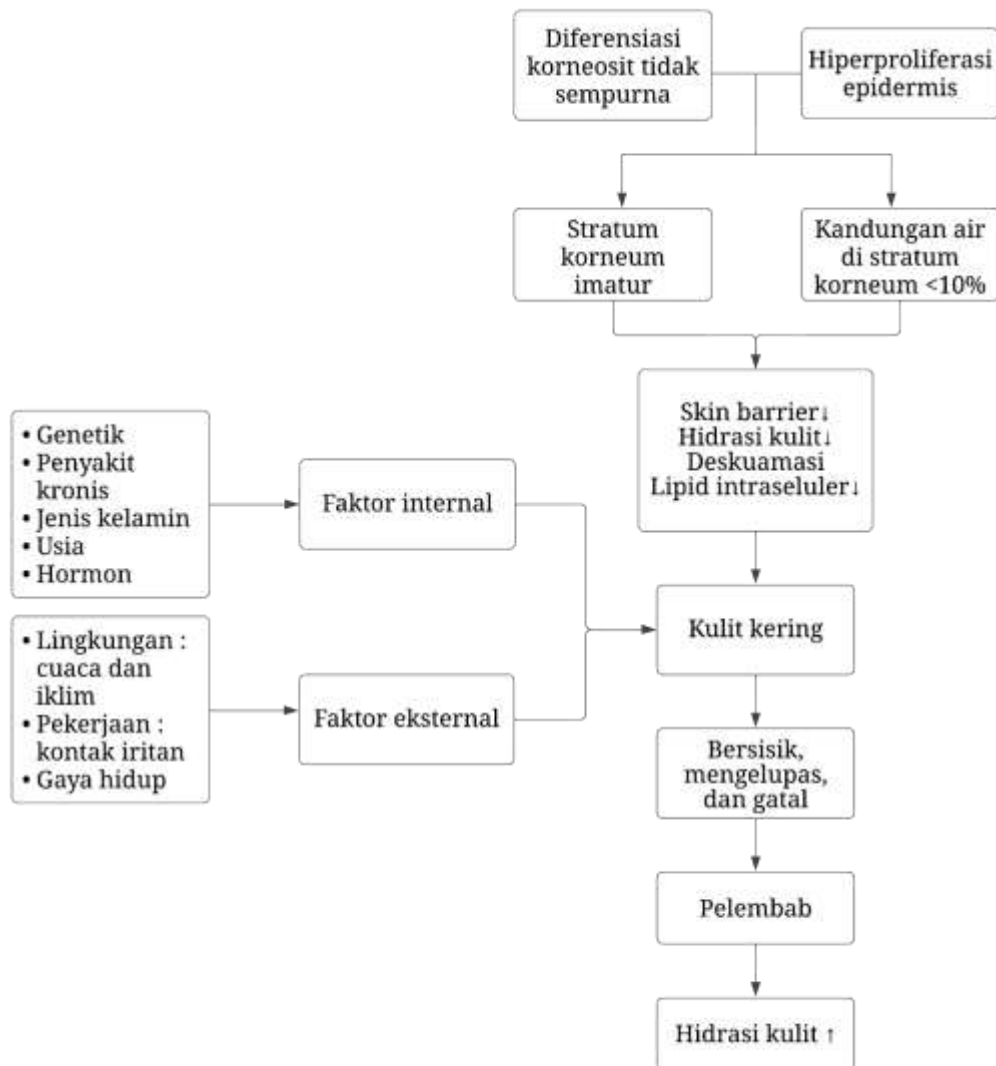 Diferensiasi
korneosit tidak
sempurna
Hiperproliferasi
epidermis
Stratum
korneum
imatur
Kandungan air
di stratum
korneum <10%
Skin barrier↓
Hidrasi kulit↓
Deskuamasi
Lipid intraseluler↓
• Genetik
• Penyakit
kronis
• Jenis kelamin
• Usia
• Hormon
Faktor internal
• Lingkungan :
cuaca dan
iklim
• Pekerjaan :
kontak iritan
• Gaya hidup
Faktor eksternal
Kulit kering
Bersisik,
mengelupas,
dan gatal
Pelembab
Hidrasi kulit ↑